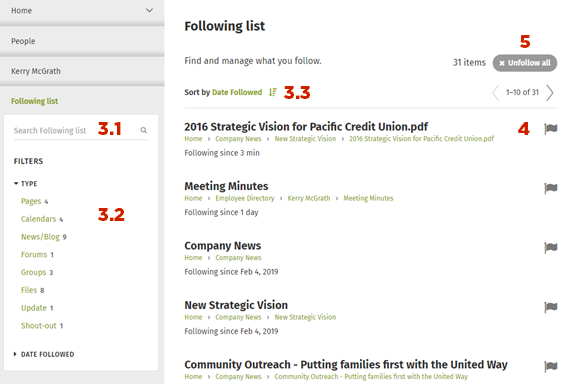 Home
People
Kerry McGrath
Following list
Search Following list
3.1
FILTERS
TYPE
Pages 4
Calendars 4
3.2
News/Blog 9
Forums 1
Groups 3
Files 8
Update 1
Shout-out 1
DATE FOLLOWED
Following list
5
Find and manage what you follow.
31 items
× Unfollow all
Sort by Date Followed
3.3
1–10 of 31
2016 Strategic Vision for Pacific Credit Union.pdf
4
Home › Company News › New Strategic Vision › 2016 Strategic Vision for Pacific Credit Union.pdf
Following since 3 min
Meeting Minutes
Home › Employee Directory › Kerry McGrath › Meeting Minutes
Following since 1 day
Company News
Home › Company News
Following since Feb 4, 2019
New Strategic Vision
Home › Company News › New Strategic Vision
Following since Feb 4, 2019
Community Outreach - Putting families first with the United Way
Home › Company News › Community Outreach - Putting families first with the United Way